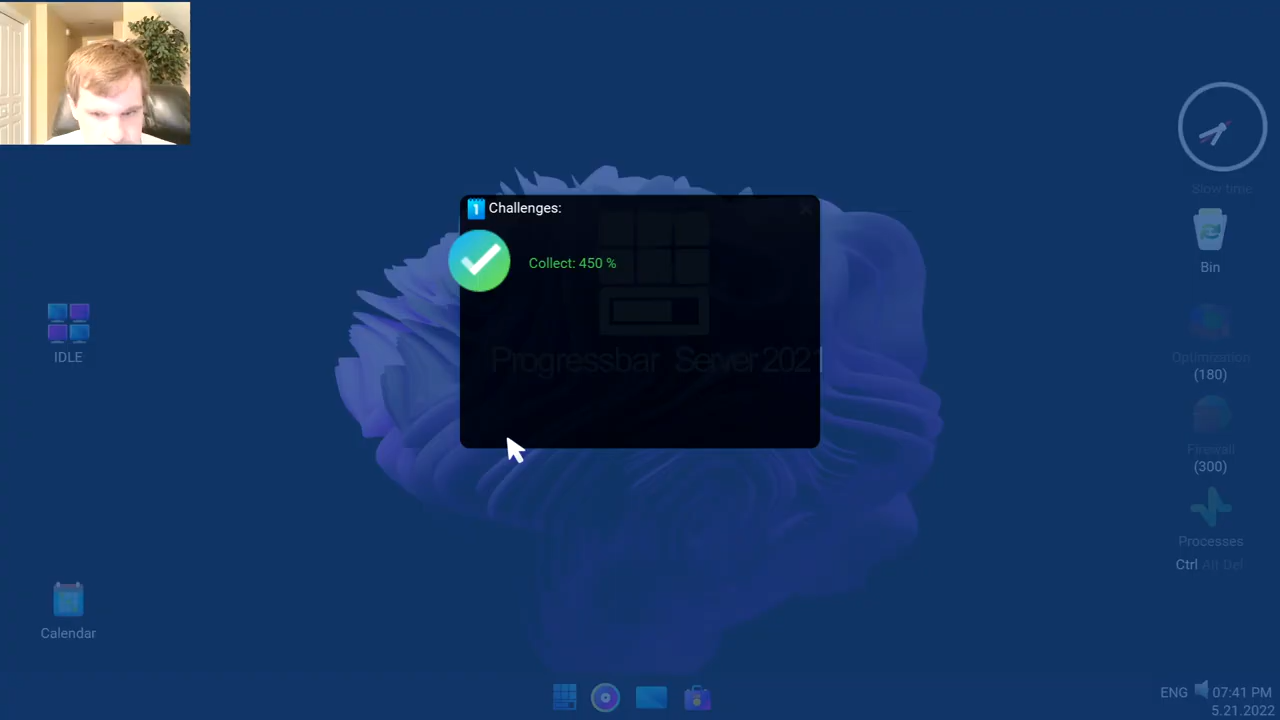 1 Challenges:
Collect: 450 %
Progressbar Server 2021
Slow time
Bin
IDLE
Optimization
(180)
Firewall
(300)
Processes
Ctrl Alt Del
Calendar
ENG 07:41 PM
5.21.2022